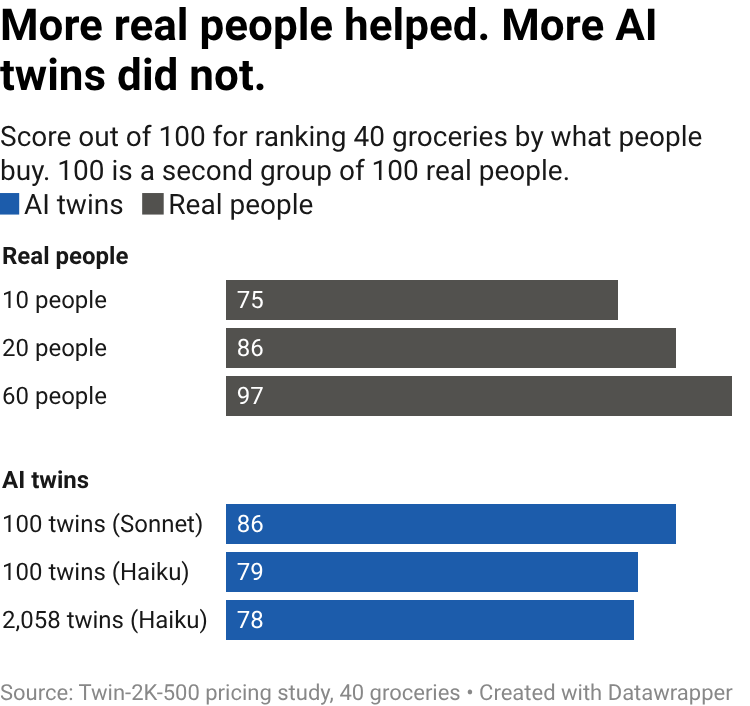 More real people helped. More AI
twins did not.
Score out of 100 for ranking 40 groceries by what people
buy. 100 is a second group of 100 real people.
AI twins Real people
Real people
10 people 75
20 people 86
60 people 97
AI twins
100 twins (Sonnet) 86
100 twins (Haiku) 79
2,058 twins (Haiku) 78
Source: Twin-2K-500 pricing study, 40 groceries • Created with Datawrapper